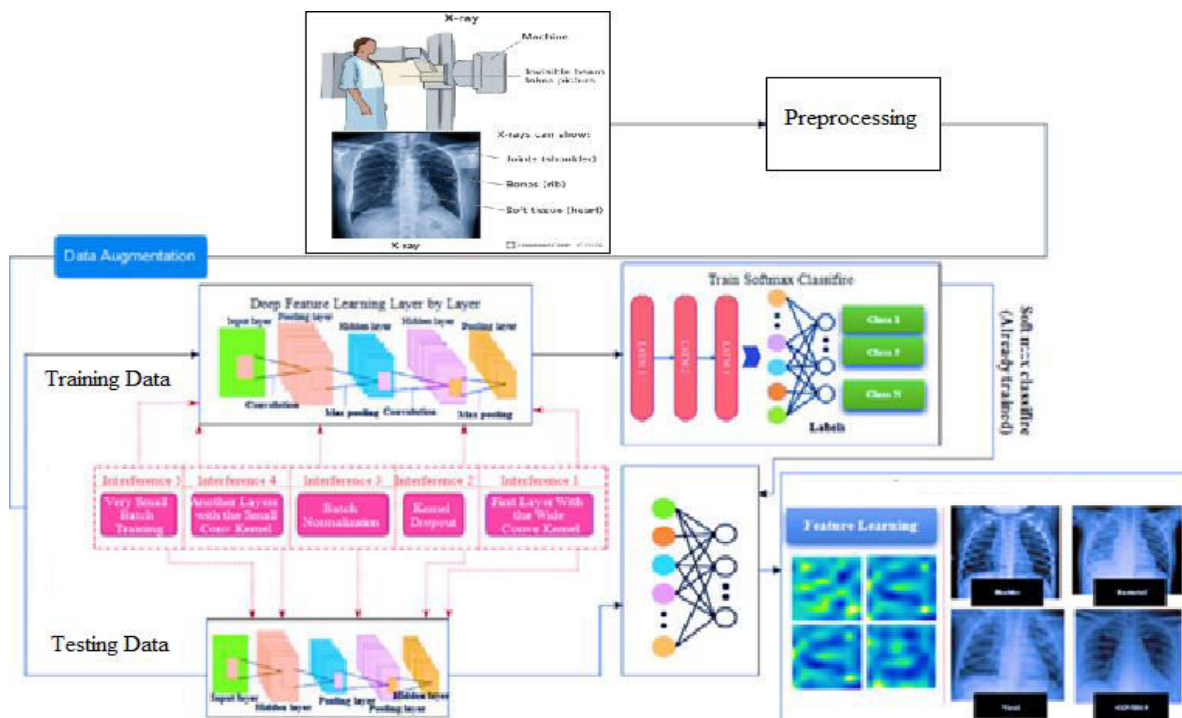 X-ray
Machine
Invisible beam
takes picture
X-rays can show:
Joints (shoulder)
Bones (rib)
Soft tissue (heart)
X-ray
Preprocessing
Data Augmentation
Deep Feature Learning Layer by Layer
Input layer
Pooling layer
Hidden layer
Hidden layer
Pooling layer
Convolution
Max pooling
Convolution
Max pooling
Training Data
Train Softmax Classifire
Labels
Class N
Soft max classifire
(Already trained)
Interference 5
Interference 4
Interference 3
Interference 2
Interference 1
Very Small
Batch
Training
Another Layers
with the Small
Conv Kernel
Batch
Normalization
Kernel
Dropout
First Layer With
the Wide
Conve Kernel
Testing Data
Input layer
Hidden layer
Pooling layer
Pooling layer
Hidden layer
Feature Learning